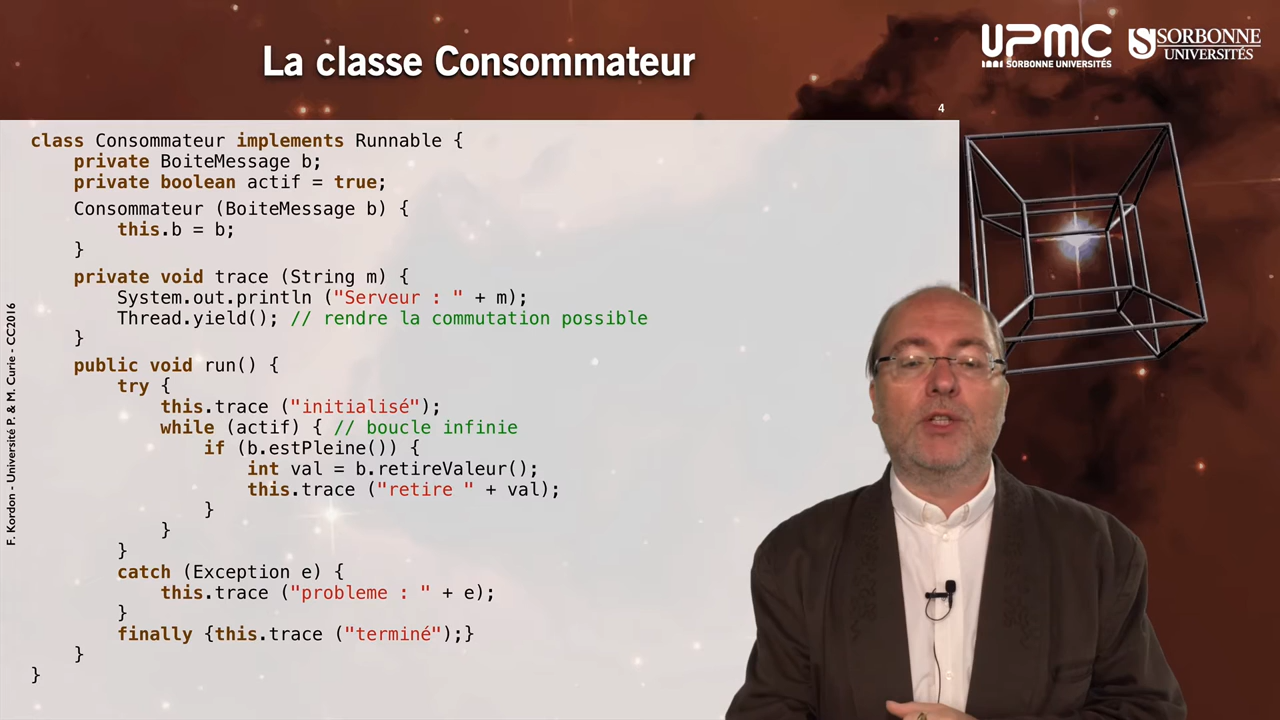 La classe Consommateur
UPMC
SORBONNE UNIVERSITÉS
SORBONNE
UNIVERSITÉS
4
class Consommateur implements Runnable {
private BoiteMessage b;
private boolean actif = true;
Consommateur (BoiteMessage b) {
this.b = b;
}
private void trace (String m) {
System.out.println ("Serveur : " + m);
Thread.yield(); // rendre la commutation possible
}
public void run() {
try {
this.trace ("initialisé");
while (actif) { // boucle infinie
if (b.estPleine()) {
int val = b.retireValeur();
this.trace ("retire " + val);
}
}
}
catch (Exception e) {
this.trace ("probleme : " + e);
}
finally {this.trace ("terminé");}
}
}
F. Kordon - Université P. & M. Curie - CC2016